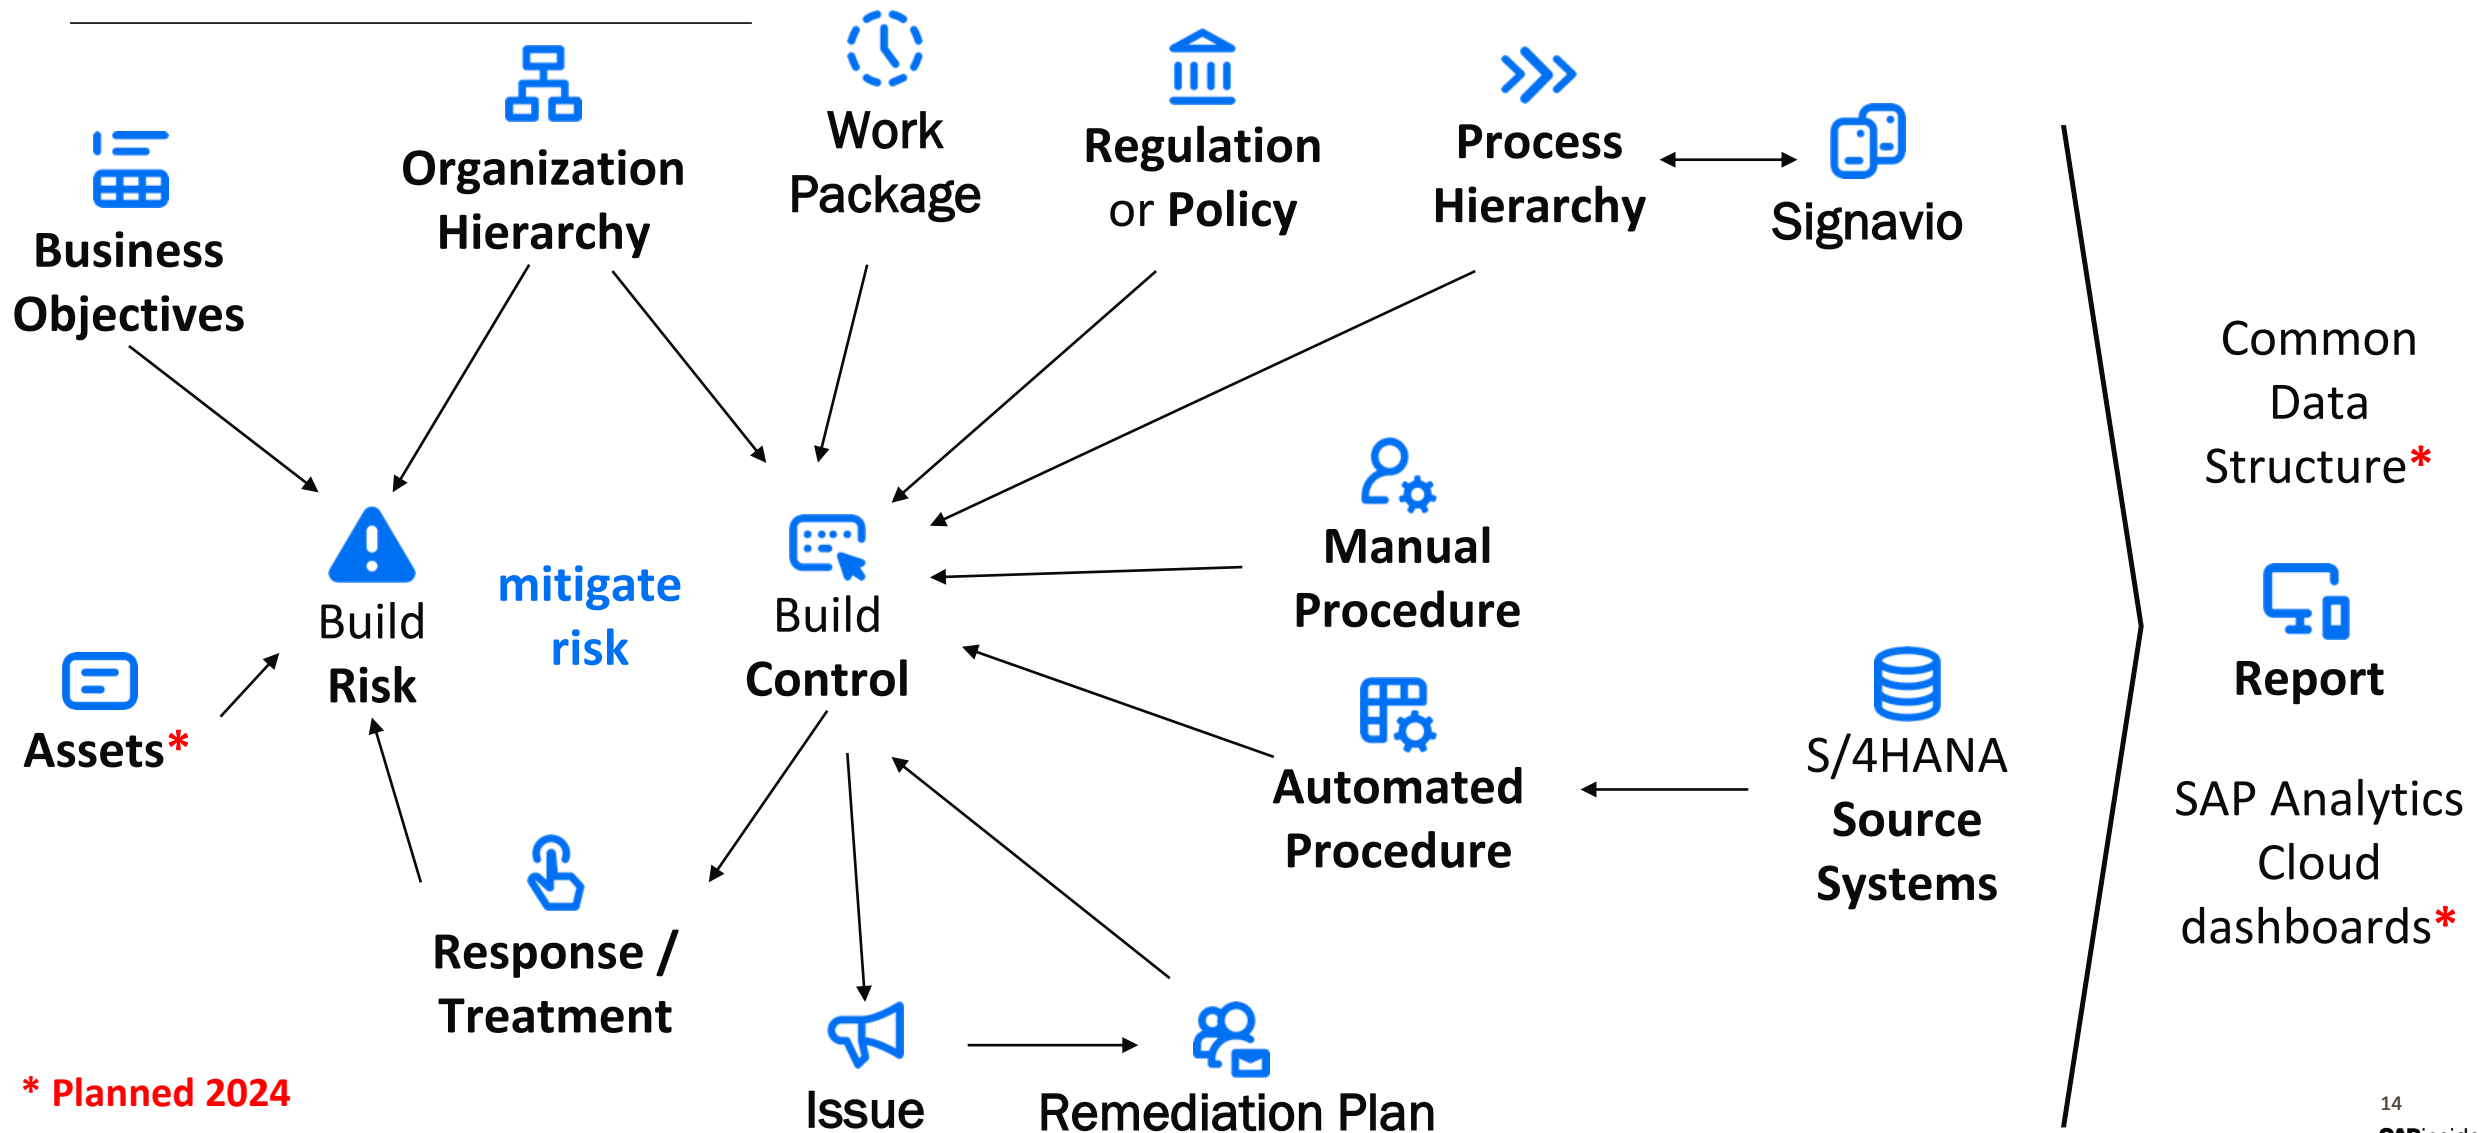 Work
Package
Organization
Hierarchy
Regulation
or Policy
Process
Hierarchy
Signavio
Business
Objectives
Common
Data
Structure*
Manual
Procedure
mitigate
risk
Build
Risk
Build
Control
Assets*
Report
S/4HANA
Source
Systems
Automated
Procedure
SAP Analytics
Cloud
dashboards*
Response /
Treatment
Issue
Remediation Plan
* Planned 2024
14